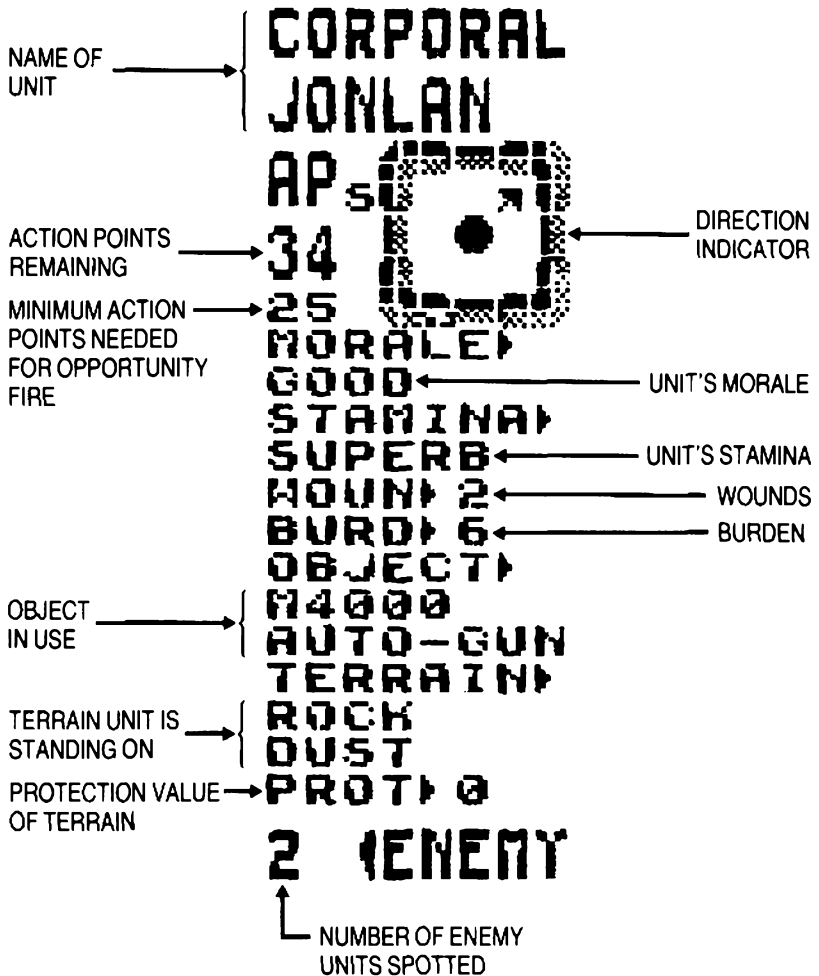 CORPORAL
JONLAN
NAME OF
UNIT
AP SL
34
ACTION POINTS
REMAINING
DIRECTION
INDICATOR
25
MINIMUM ACTION
POINTS NEEDED
FOR OPPORTUNITY
FIRE
MORALE
GOOD
UNIT'S MORALE
STAMINA
SUPERB
UNIT'S STAMINA
WOUN 2
WOUNDS
BURD 6
BURDEN
OBJECT
M4000
AUTO-GUN
OBJECT
IN USE
TERRAIN
ROCK
DUST
TERRAIN UNIT IS
STANDING ON
PROT 0
PROTECTION VALUE
OF TERRAIN
2 ENEMY
NUMBER OF ENEMY
UNITS SPOTTED